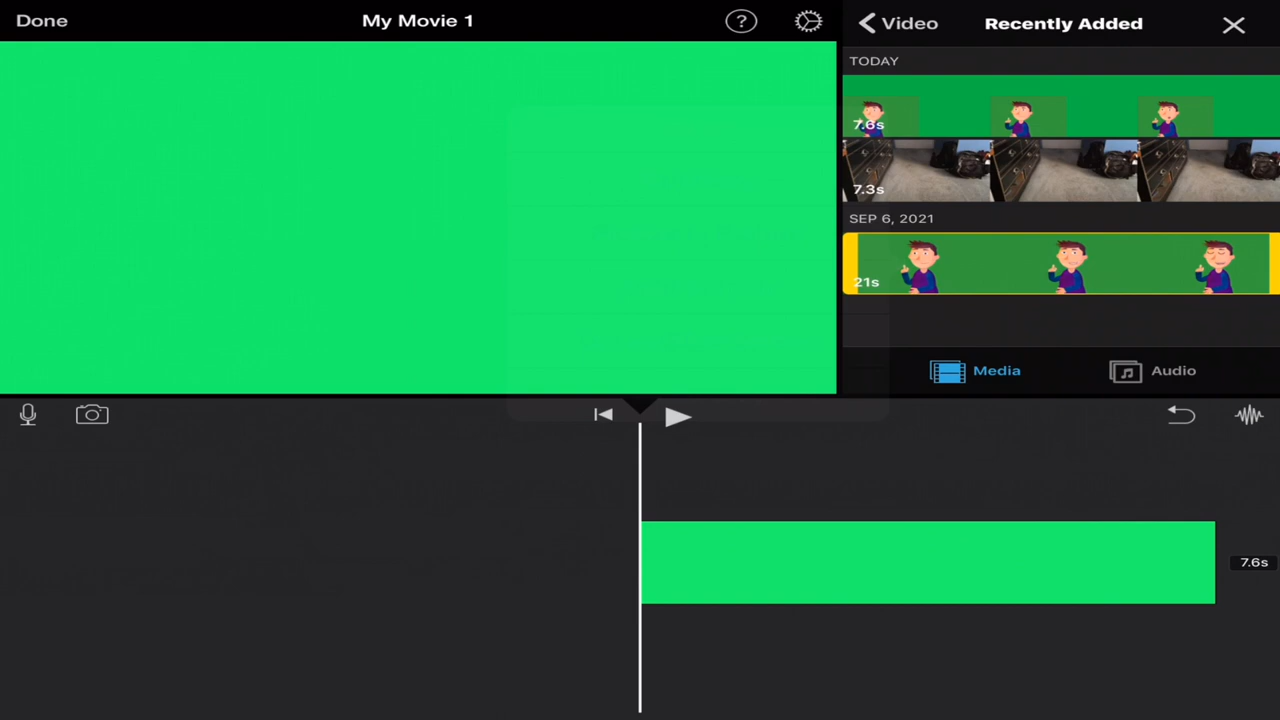 Done
My Movie 1
?
Video
Recently Added
TODAY
7.6s
7.3s
SEP 6, 2021
21s
Media
Audio
7.6s